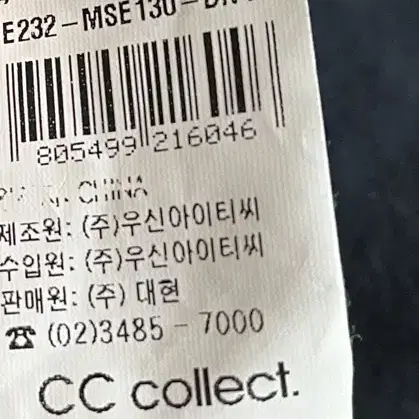 E232-MSE130-
805499 216046
CHINA
제조원: (주)우신아이티씨
수입원: (주)우신아이티씨
판매원: (주) 대현
☎ (02)3485 - 7000
CC collect.